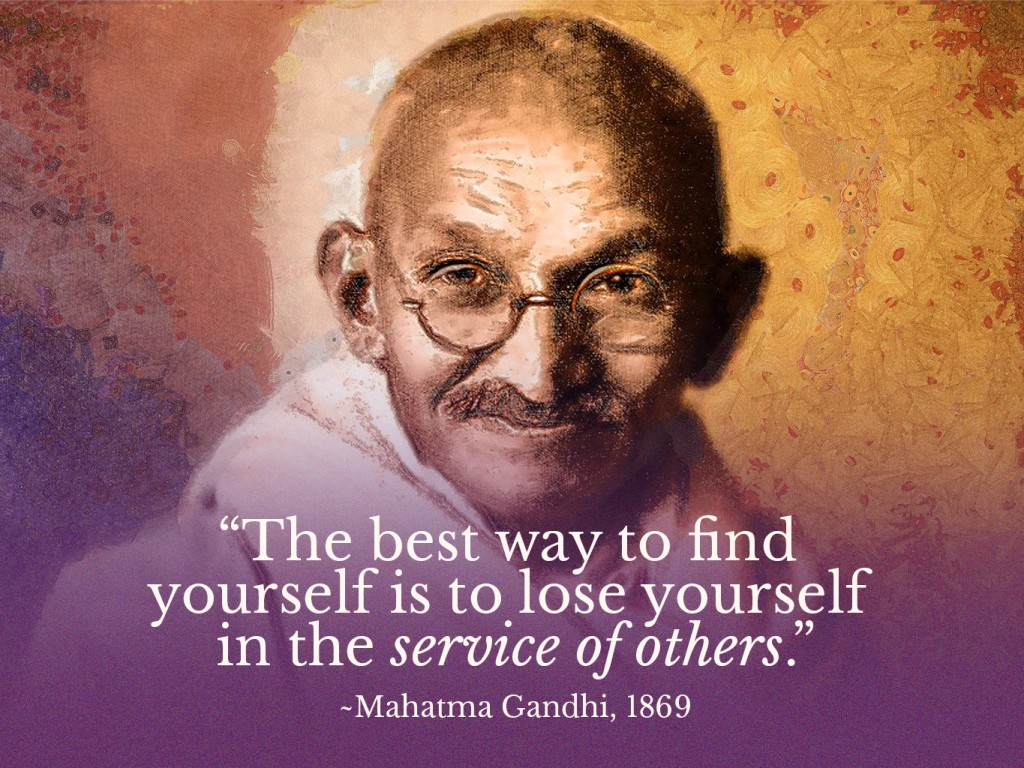 “The best way to find
yourself is to lose yourself
in the service of others.”
~Mahatma Gandhi, 1869